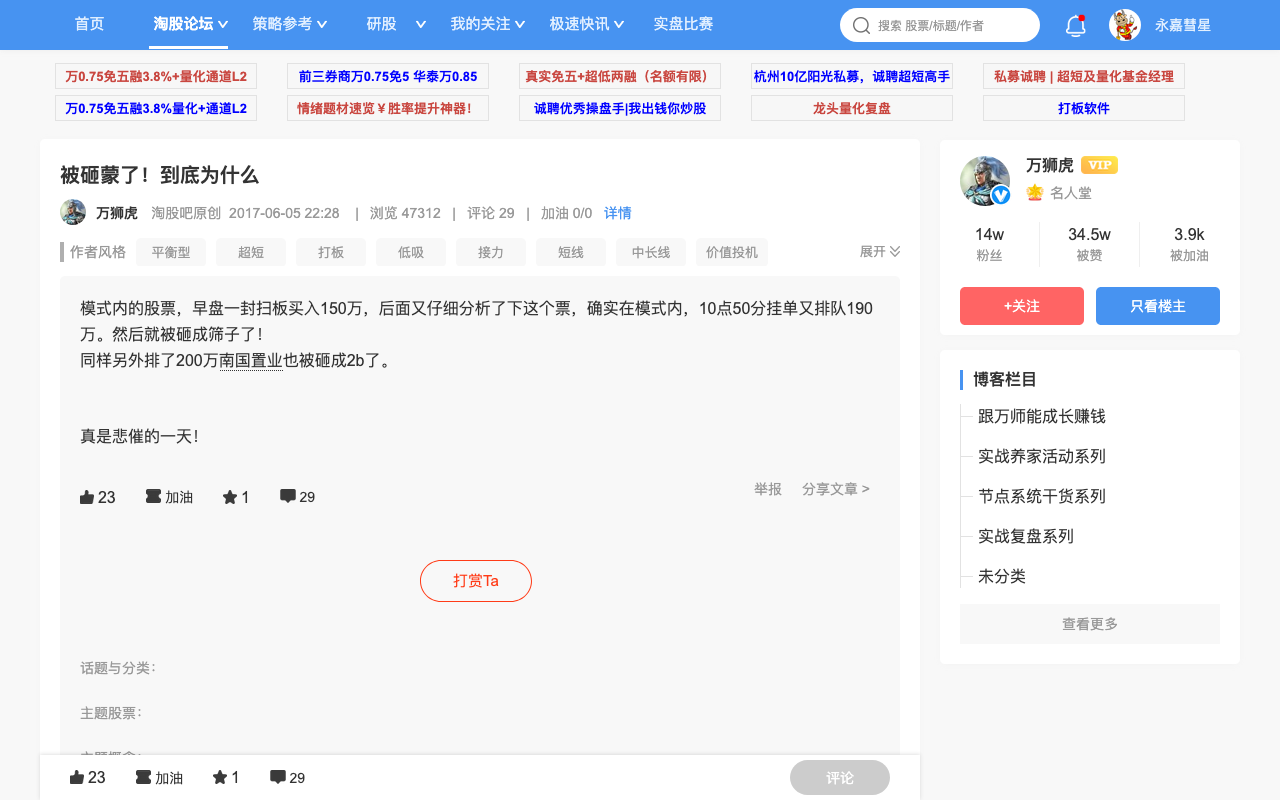 首页 淘股论坛 策略参考 研股 我的关注 极速快讯 实盘比赛 搜索 股票/标题/作者 永嘉彗星
万0.75免五融3.8%+量化通道L2 前三券商万0.75免5 华泰万0.85 真实免五+超低两融（名额有限） 杭州10亿阳光私募，诚聘超短高手 私募诚聘 | 超短及量化基金经理
万0.75免五融3.8%量化+通道L2 情绪题材速览￥胜率提升神器！ 诚聘优秀操盘手|我出钱你炒股 龙头量化复盘 打板软件
被砸蒙了！到底为什么
万狮虎 淘股吧原创 2017-06-05 22:28 | 浏览 47312 | 评论 29 | 加油 0/0 详情
作者风格 平衡型 超短 打板 低吸 接力 短线 中长线 价值投机 展开
模式内的股票，早盘一封扫板买入150万，后面又仔细分析了下这个票，确实在模式内，10点50分挂单又排队190
万。然后就被砸成筛子了！
同样另外排了200万南国置业也被砸成2b了。
真是悲催的一天！
23 加油 1 29 举报 分享文章 >
打赏Ta
话题与分类：
主题股票：
主题概念：
23 加油 1 29 评论
万狮虎 VIP
名人堂
14w 34.5w 3.9k
粉丝 被赞 被加油
+关注 只看楼主
博客栏目
跟万师能成长赚钱
实战养家活动系列
节点系统干货系列
实战复盘系列
未分类
查看更多